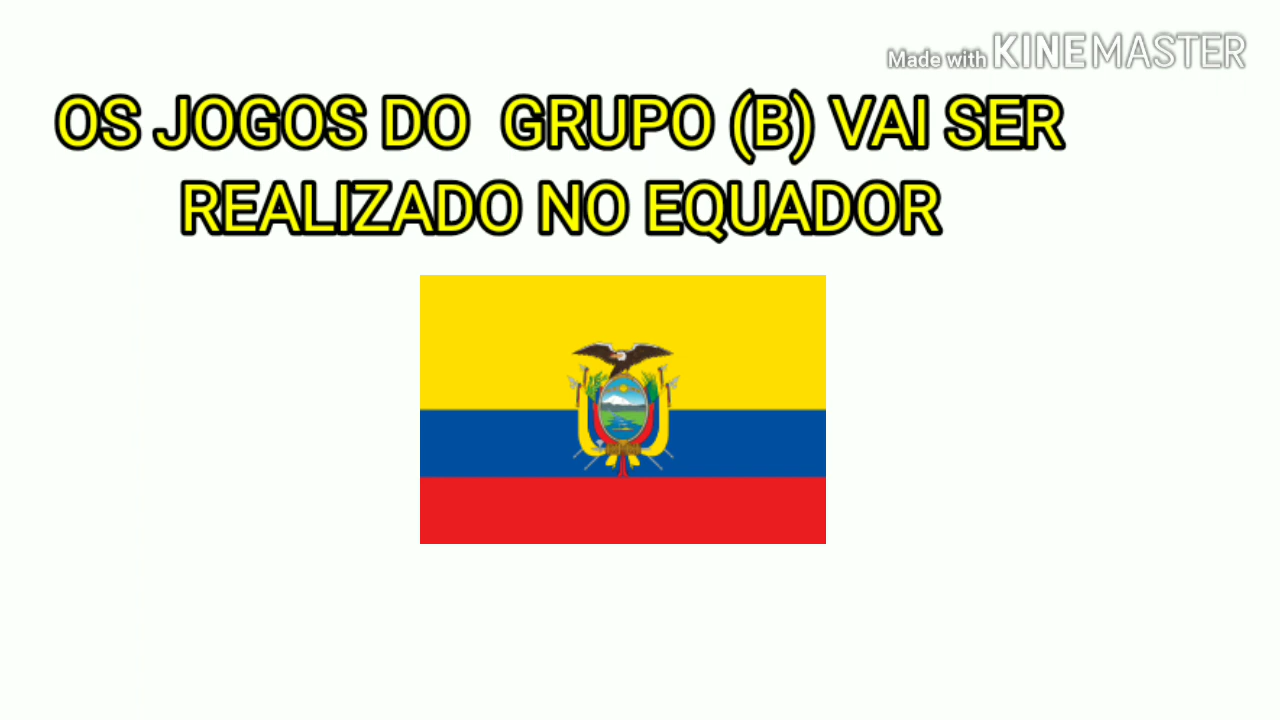 Made with KINEMASTER
OS JOGOS DO GRUPO (B) VAI SER
REALIZADO NO EQUADOR